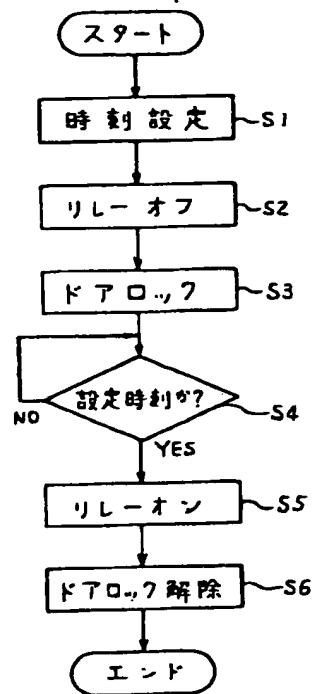 スタート
時刻設定 S1
リレーオフ S2
ドアロック S3
設定時刻か? S4
NO
YES
リレーオン S5
ドアロック解除 S6
エンド